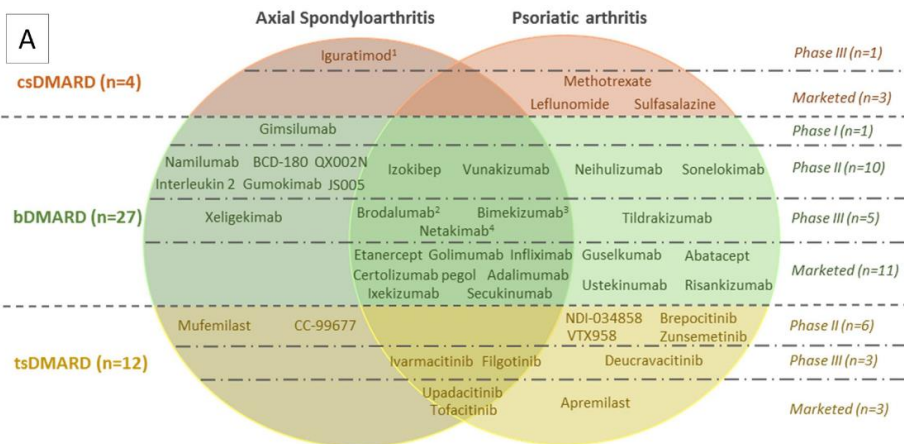 A
Axial Spondyloarthritis Psoriatic arthritis
Iguratimod¹ Phase III (n=1)
csDMARD (n=4)
Methotrexate
Leflunomide Sulfasalazine Marketed (n=3)
Gimsilumab Phase I (n=1)
Namilumab BCD-180 QX002N
Izokibep Vunakizumab Neihulizumab Sonelokimab Phase II (n=10)
Interleukin 2 Gumokimab JS005
bDMARD (n=27)
Xeligekimab Brodalumab² Bimekizumab³ Tildrakizumab Phase III (n=5)
Netakimab⁴
Etanercept Golimumab Infliximab Guselkumab Abatacept
Certolizumab pegol Adalimumab Marketed (n=11)
Ixekizumab Secukinumab Ustekinumab Risankizumab
NDI-034858 Brepocitinib
Mufemilast CC-99677 Phase II (n=6)
VTX958 Zunsemetinib
tsDMARD (n=12)
Ivarmacitinib Filgotinib Deucravacitinib Phase III (n=3)
Upadacitinib
Tofacitinib Apremilast Marketed (n=3)